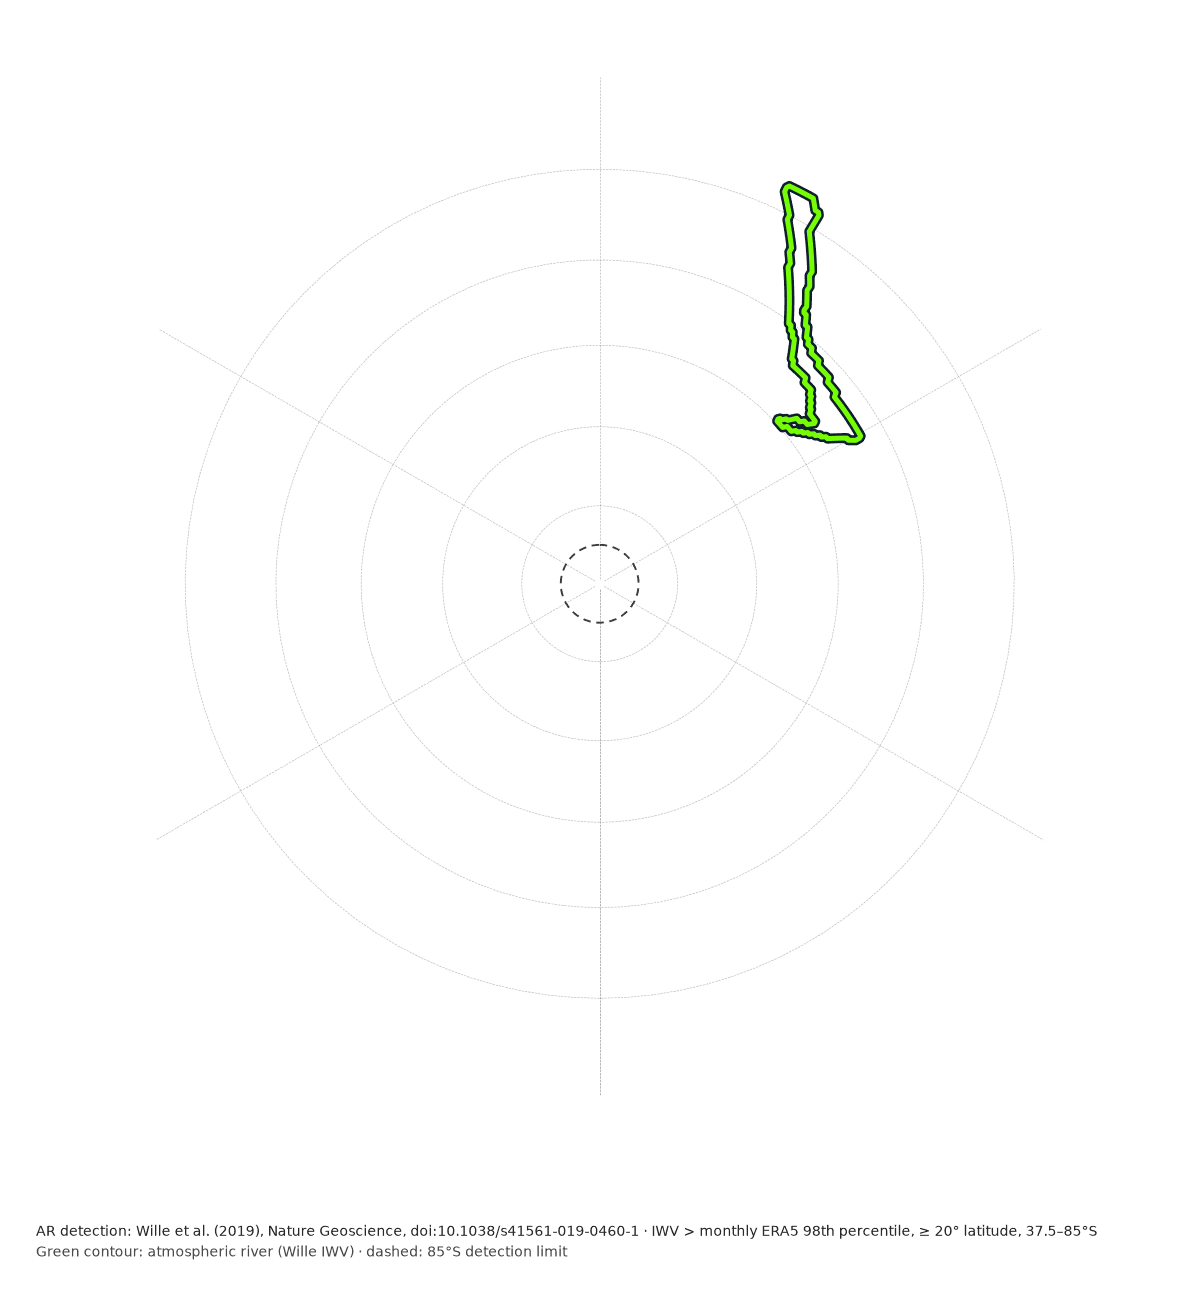 AR detection: Wille et al. (2019), Nature Geoscience, doi:10.1038/s41561-019-0460-1 · IWV > monthly ERA5 98th percentile, ≥ 20° latitude, 37.5–85°S
Green contour: atmospheric river (Wille IWV) · dashed: 85°S detection limit